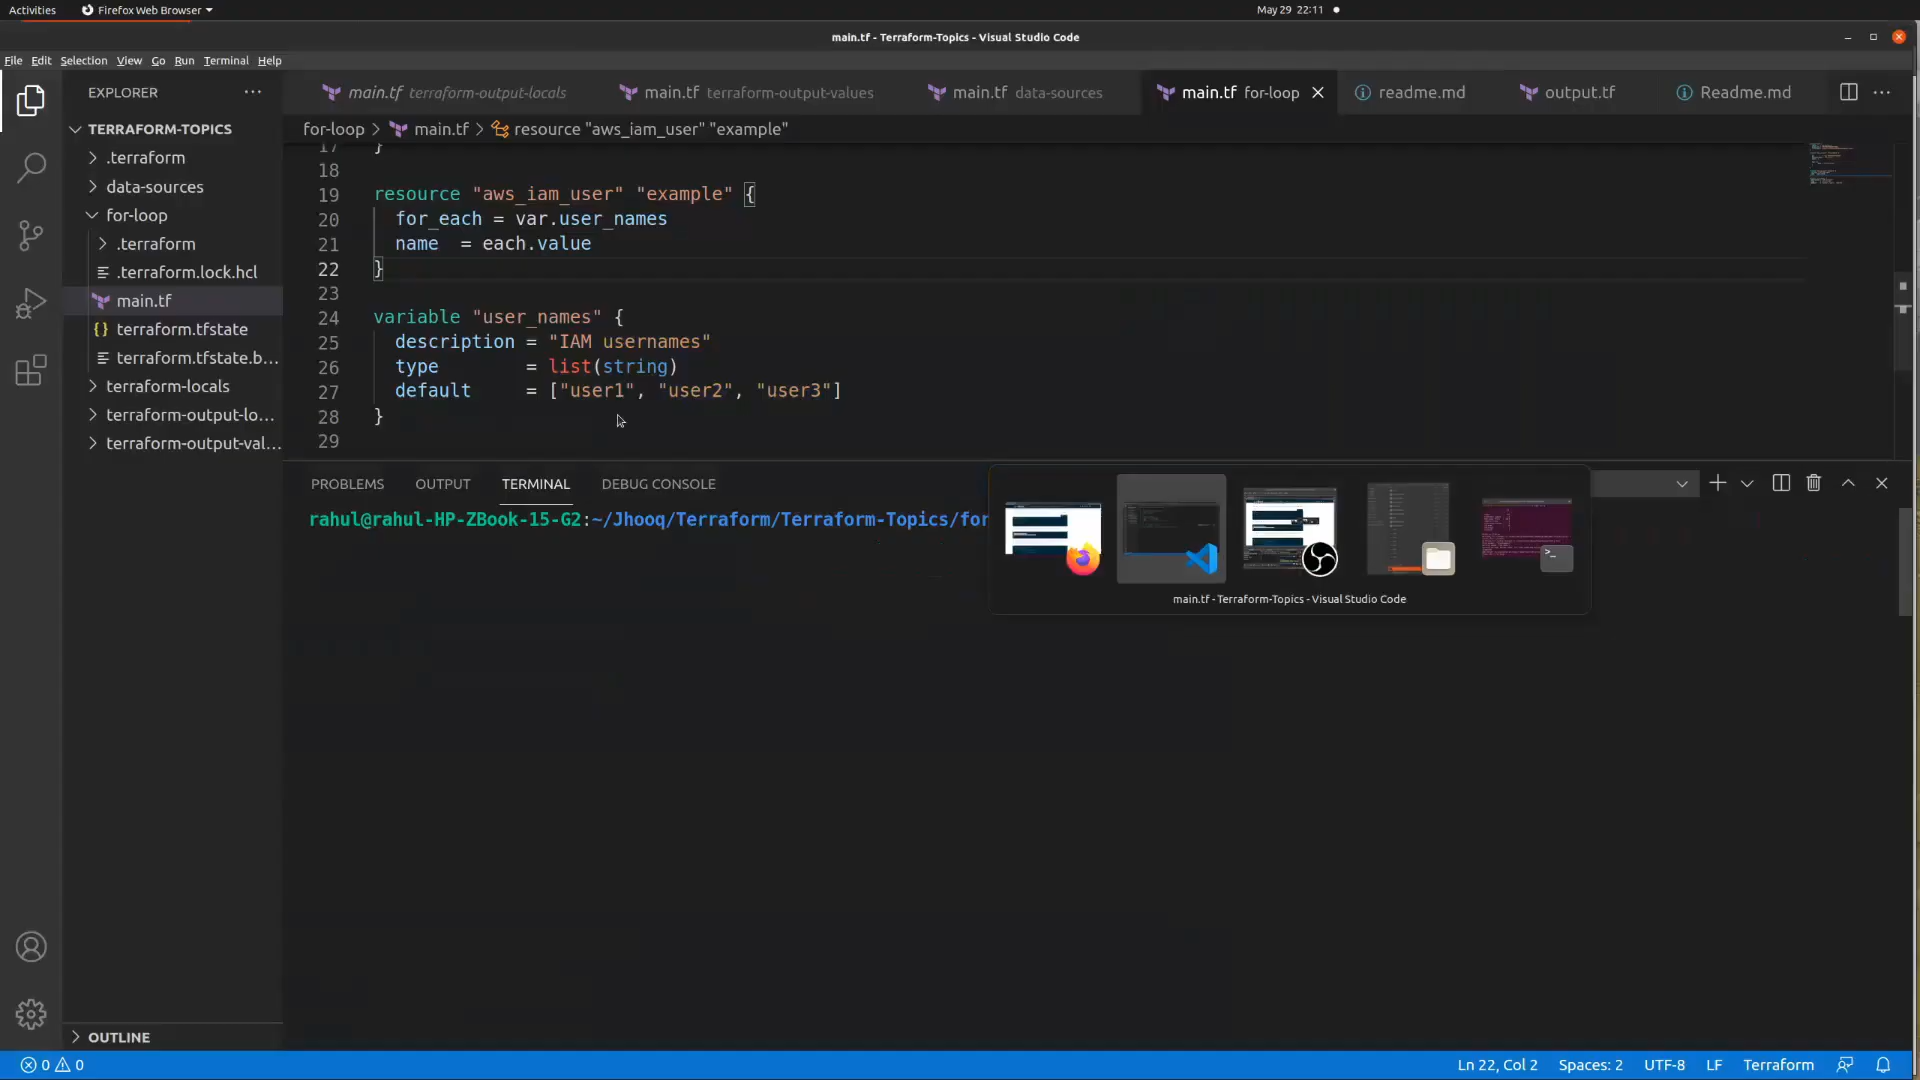 Activities Firefox Web Browser May 29 22:11
main.tf - Terraform-Topics - Visual Studio Code
File Edit Selection View Go Run Terminal Help
EXPLORER
TERRAFORM-TOPICS
.terraform
data-sources
for-loop
.terraform
.terraform.lock.hcl
main.tf
terraform.tfstate
terraform.tfstate.b...
terraform-locals
terraform-output-lo...
terraform-output-val...
OUTLINE
main.tf terraform-output-locals main.tf terraform-output-values main.tf data-sources main.tf for-loop readme.md output.tf Readme.md
for-loop > main.tf > resource "aws_iam_user" "example"
17 }
18
19 resource "aws_iam_user" "example" {
20 for_each = var.user_names
21 name = each.value
22 }
23
24 variable "user_names" {
25 description = "IAM usernames"
26 type = list(string)
27 default = ["user1", "user2", "user3"]
28 }
29
PROBLEMS OUTPUT TERMINAL DEBUG CONSOLE
rahul@rahul-HP-ZBook-15-G2:~/Jhooq/Terraform/Terraform-Topics/for
main.tf - Terraform-Topics - Visual Studio Code
0 0 Ln 22, Col 2 Spaces: 2 UTF-8 LF Terraform